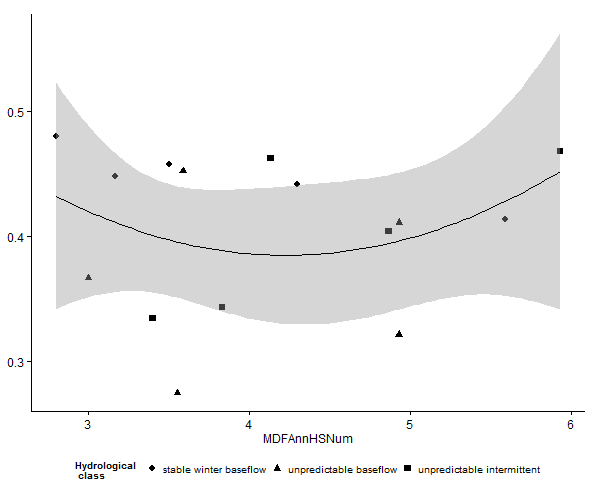 0.5
0.4
0.3
3 4 5 6
MDFAnnHSNum
Hydrological
class
stable winter baseflow unpredictable baseflow unpredictable intermittent